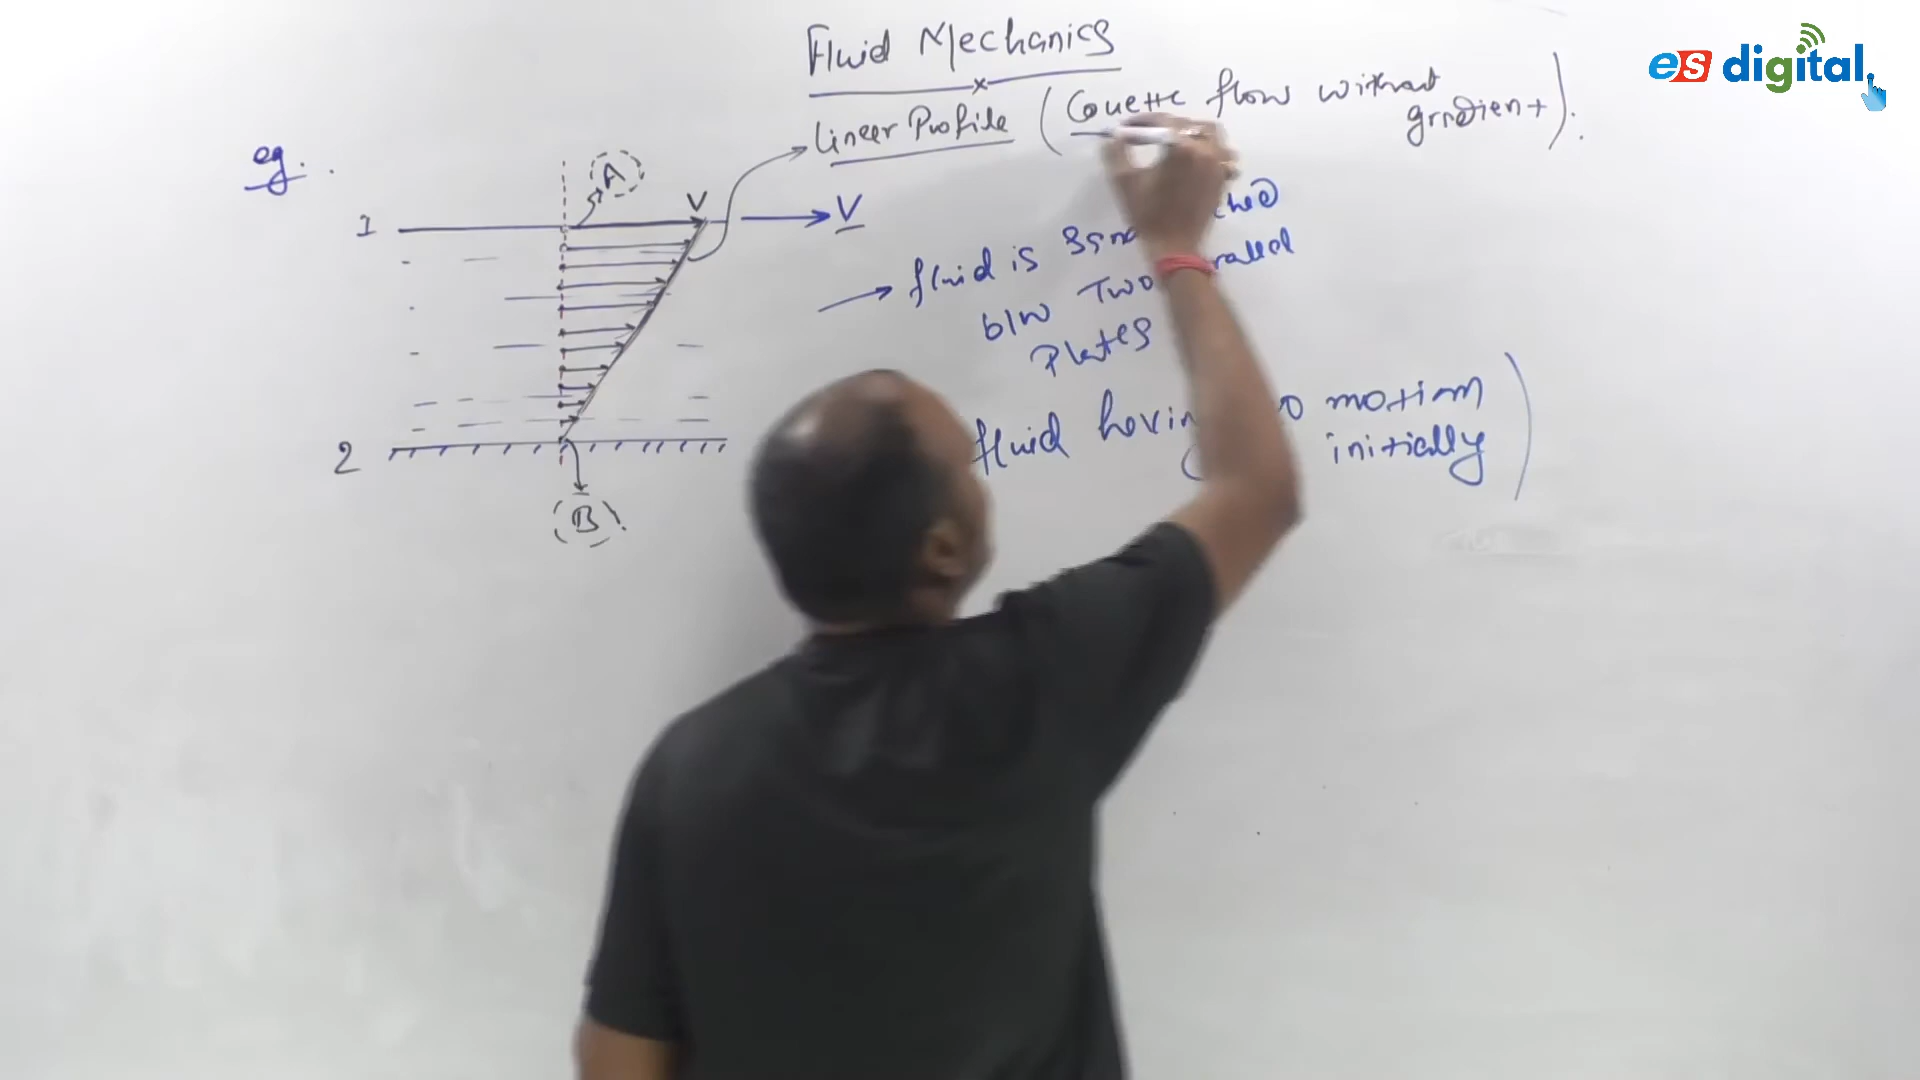 Fluid Mechanics
es digital.
Linear Profile (Couette flow without
gradient).
eg.
A
1
V
V
fluid is
b/w Two
Plates
fluid motion
initially
2
B